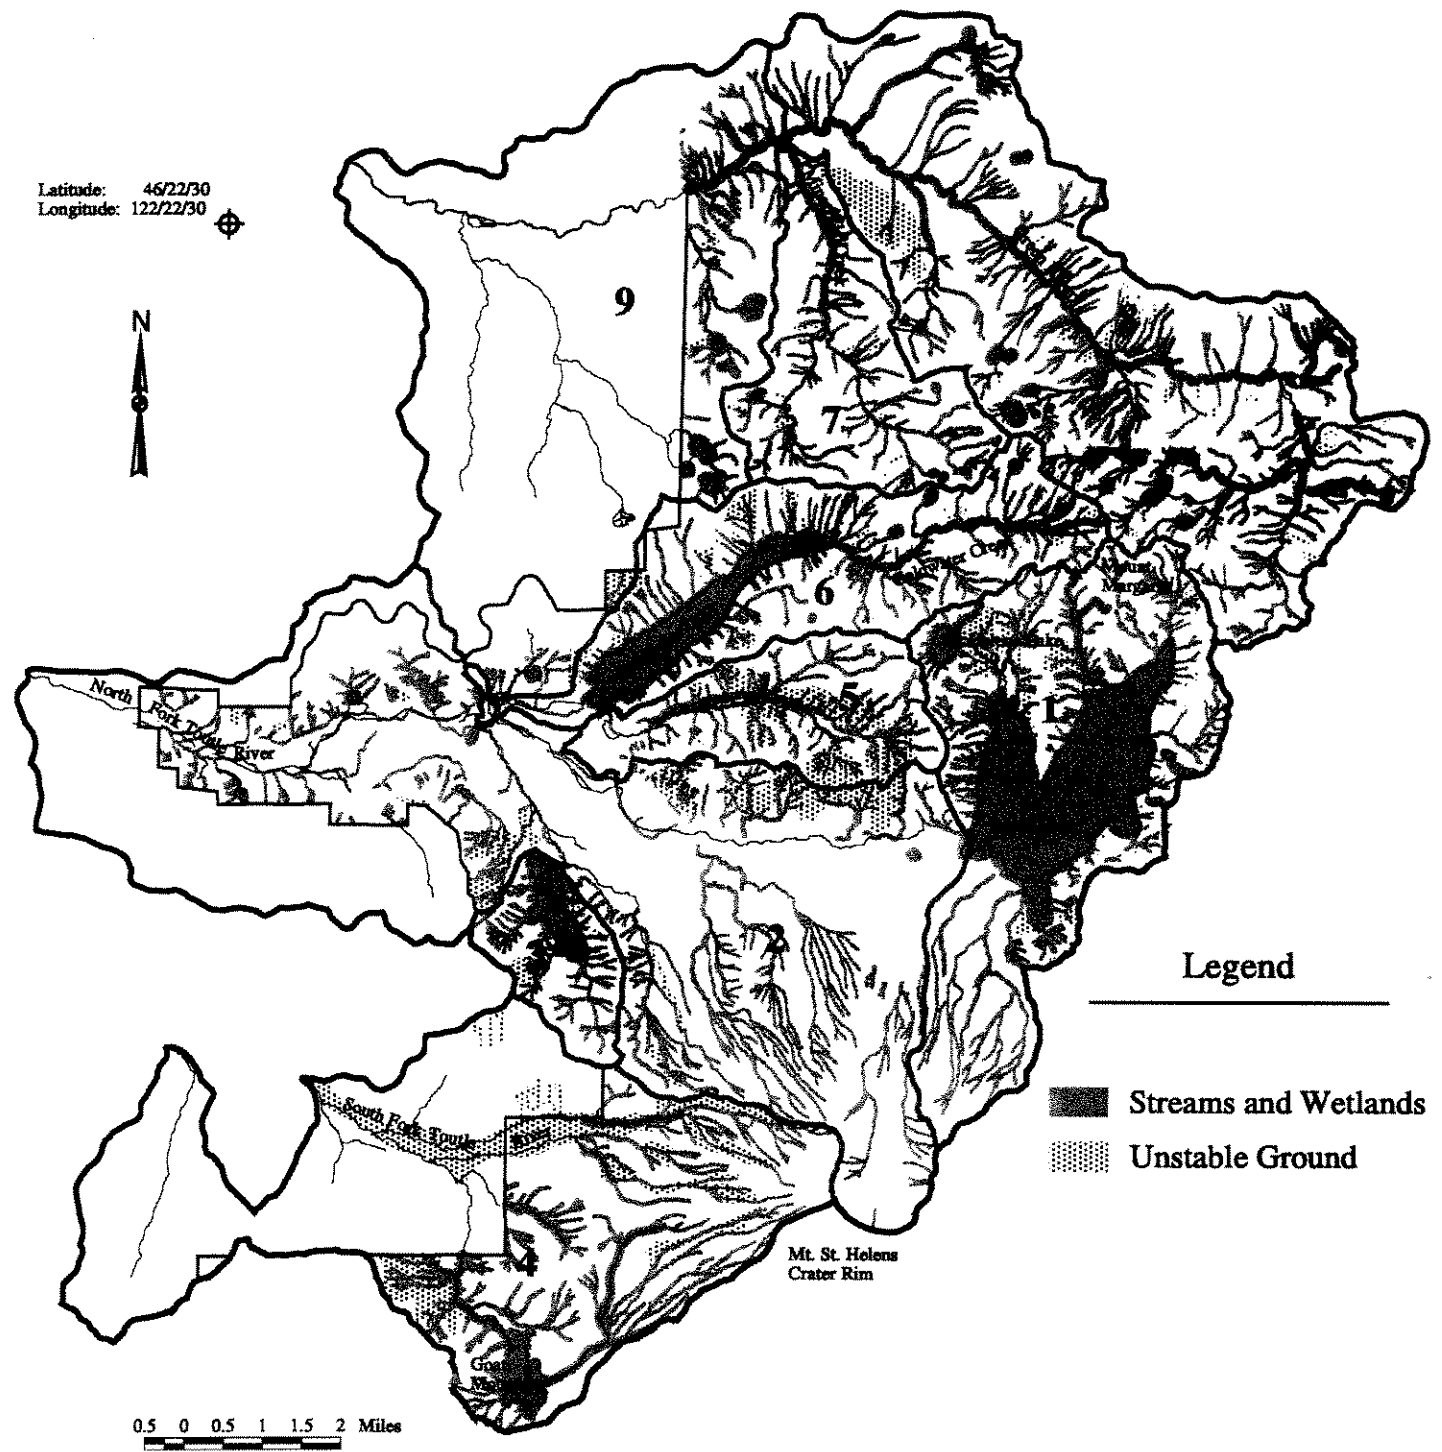 Latitude: 46/22/30
Longitude: 122/22/30
N
9
7
6
5
1
North
Fork Toutle River
2
Legend
Streams and Wetlands
Unstable Ground
South Fork Toutle
River
4
Mt. St. Helens
Crater Rim
0.5 0 0.5 1 1.5 2 Miles